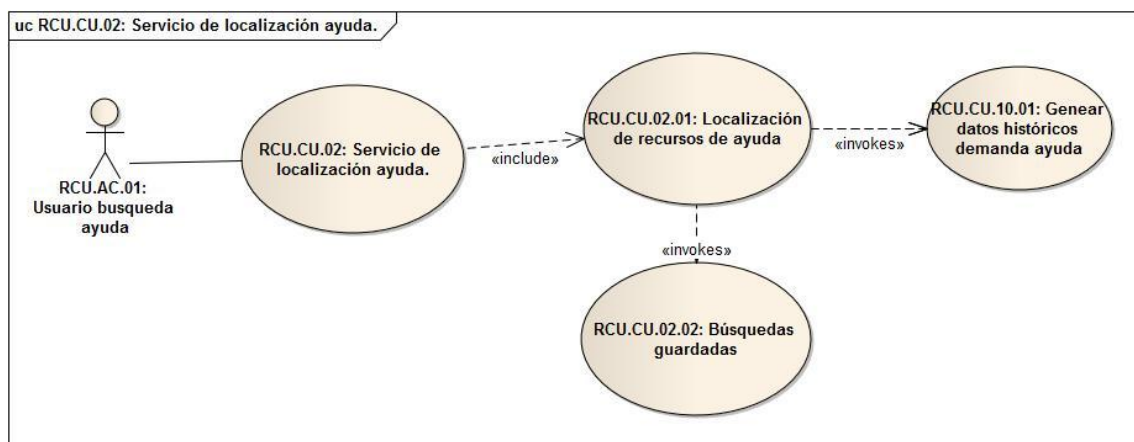 uc RCU.CU.02: Servicio de localización ayuda.
RCU.AC.01:
Usuario busqueda
ayuda
RCU.CU.02: Servicio de
localización ayuda.
«include»
RCU.CU.02.01: Localización
de recursos de ayuda
«invokes»
RCU.CU.10.01: Genear
datos históricos
demanda ayuda
«invokes»
RCU.CU.02.02: Búsquedas
guardadas